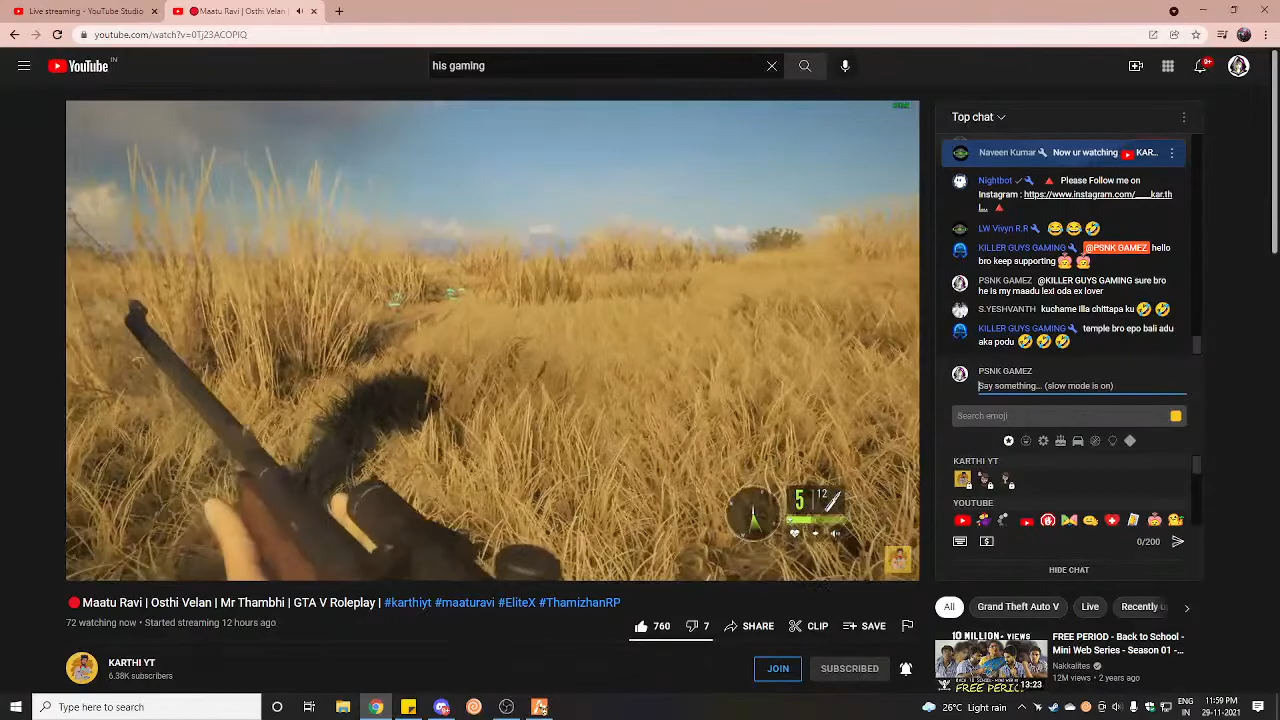 Live streaming - YouTube Studio
Maatu Ravi | Osthi Velan |
youtube.com/watch?v=0Tj23ACOPIQ
YouTube IN
his gaming
9+
Top chat
Naveen Kumar Now ur watching KAR...
Nightbot Please Follow me on
Instagram : https://www.instagram.com/___kar.th
i...
LW Vivyn R.R
KILLER GUYS GAMING @PSNK GAMEZ hello
bro keep supporting
PSNK GAMEZ @KILLER GUYS GAMING sure bro
he is my maadu lexi oda ex lover
S.YESHVANTH kuchame illa chittapa ku
KILLER GUYS GAMING temple bro epo bali adu
aka podu
PSNK GAMEZ
Say something... (slow mode is on)
Search emoji
KARTHI YT
YOUTUBE
0/200
HIDE CHAT
5 12
Maatu Ravi | Osthi Velan | Mr Thambhi | GTA V Roleplay | #karthiyt #maaturavi #EliteX #ThamizhanRP
72 watching now • Started streaming 12 hours ago
760 7 SHARE CLIP SAVE
KARTHI YT
6.38K subscribers
JOIN SUBSCRIBED
All Grand Theft Auto V Live Recently u
10 MILLION+ VIEWS
FREE PERIOD
13:23
FREE PERIOD - Back to School -
Mini Web Series - Season 01 -...
Nakkalites
12M views • 2 years ago
Type here to search
26°C Light rain
ENG
IN
11:59 PM
29-11-2021